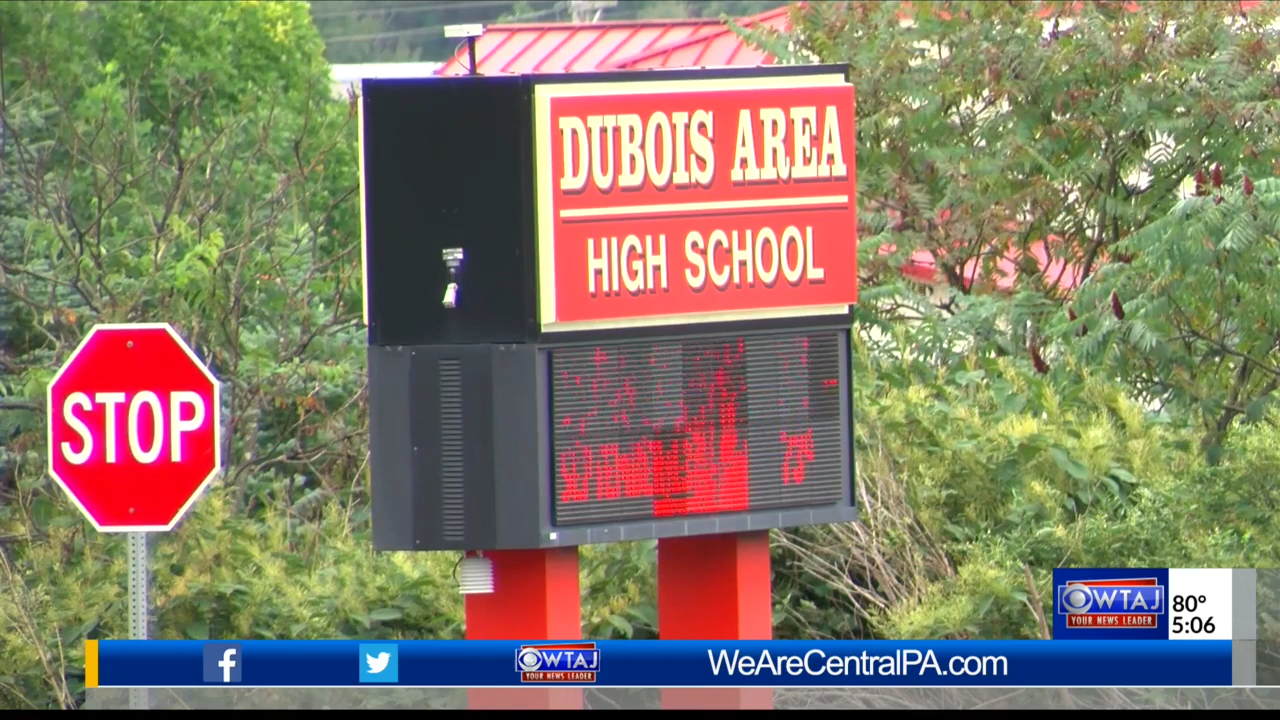 DUBOIS AREA
HIGH SCHOOL
STOP
WTAJ
YOUR NEWS LEADER
80°
5:06
WTAJ
YOUR NEWS LEADER
WeAreCentralPA.com